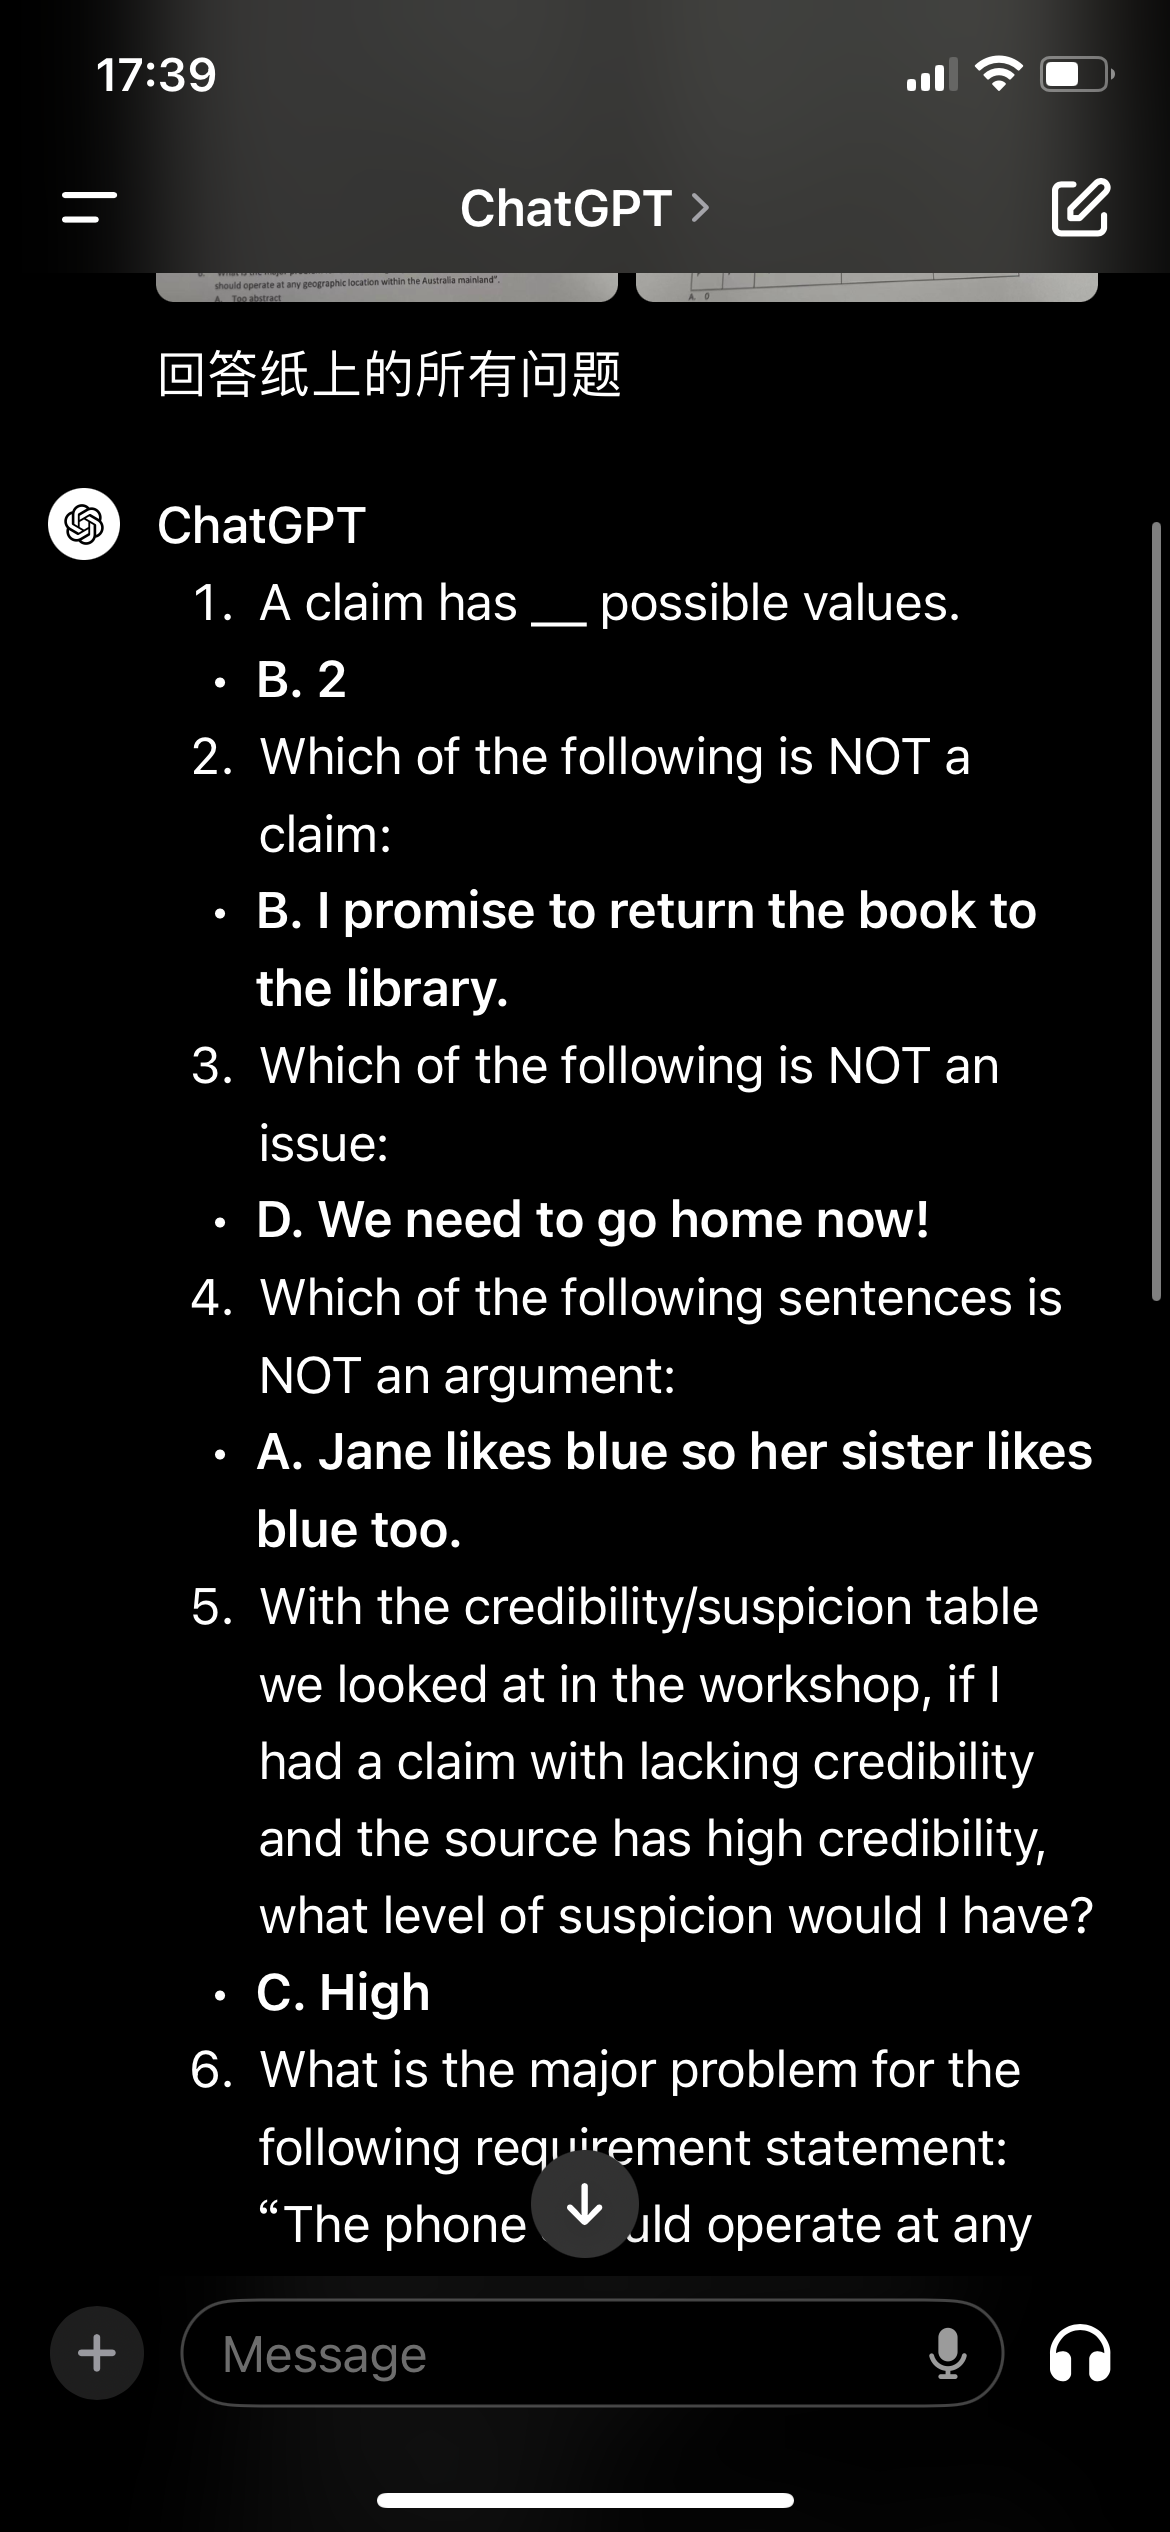 17:39
ChatGPT
should operate at any geographic location within the Australia mainland".
A. Too abstract
A. 0
回答纸上的所有问题
ChatGPT
1. A claim has __ possible values.
• B. 2
2. Which of the following is NOT a
claim:
• B. I promise to return the book to
the library.
3. Which of the following is NOT an
issue:
• D. We need to go home now!
4. Which of the following sentences is
NOT an argument:
• A. Jane likes blue so her sister likes
blue too.
5. With the credibility/suspicion table
we looked at in the workshop, if I
had a claim with lacking credibility
and the source has high credibility,
what level of suspicion would I have?
• C. High
6. What is the major problem for the
following requirement statement:
“The phone operate at any
Message